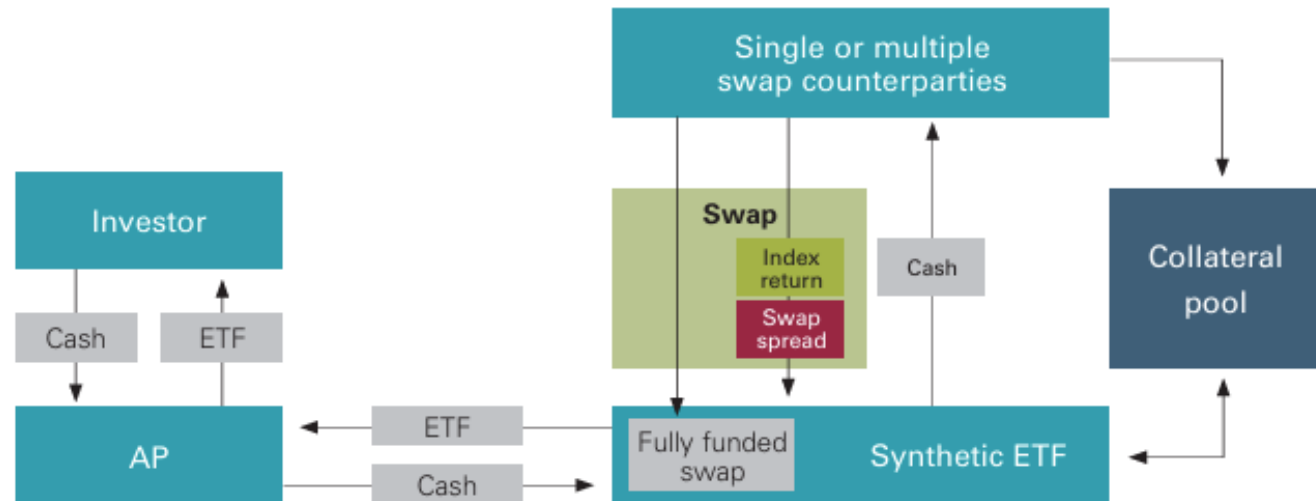 Single or multiple
swap counterparties
Investor
Swap
Index
return
Cash
Collateral
pool
Cash
ETF
Swap
spread
AP
ETF
Cash
Fully funded
swap
Synthetic ETF